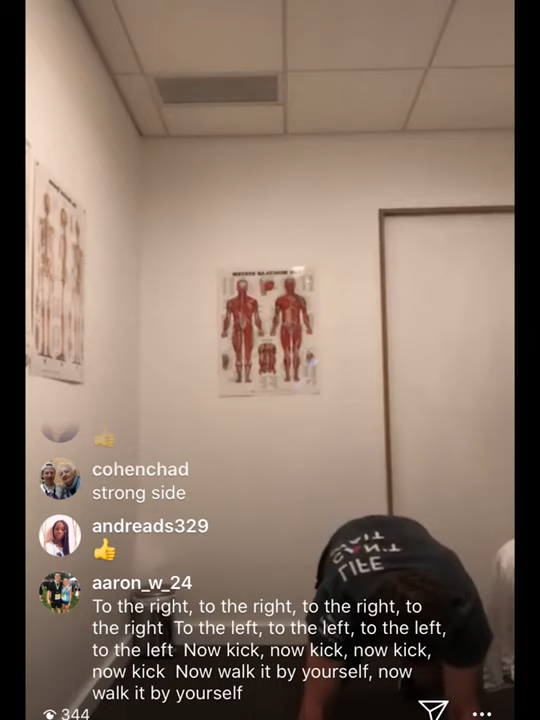 👍
cohenchad
strong side
andreads329
👍
aaron_w_24
To the right, to the right, to the right, to
the right  To the left, to the left, to the left,
to the left  Now kick, now kick, now kick,
now kick  Now walk it by yourself, now
walk it by yourself
344
LIFE